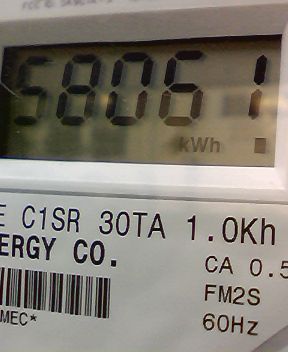 58061
kWh
E C1SR 30TA 1.0Kh
ERGY CO.
CA 0.5
FM2S
MEC*
60Hz